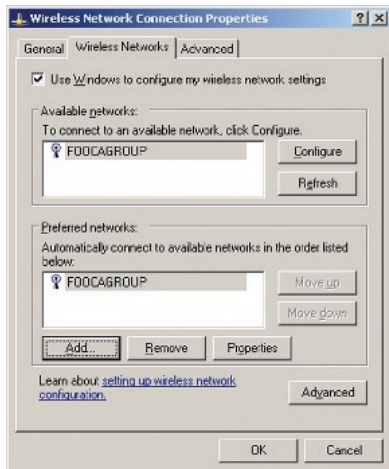 Wireless Network Connection Properties
General Wireless Networks Advanced
Use Windows to configure my wireless network settings
Available networks:
To connect to an available network, click Configure.
FOOCAGROUP
Configure
Refresh
Preferred networks:
Automatically connect to available networks in the order listed
below:
FOOCAGROUP
Move up
Move down
Add... Remove Properties
Learn about setting up wireless network
configuration.
Advanced
OK Cancel